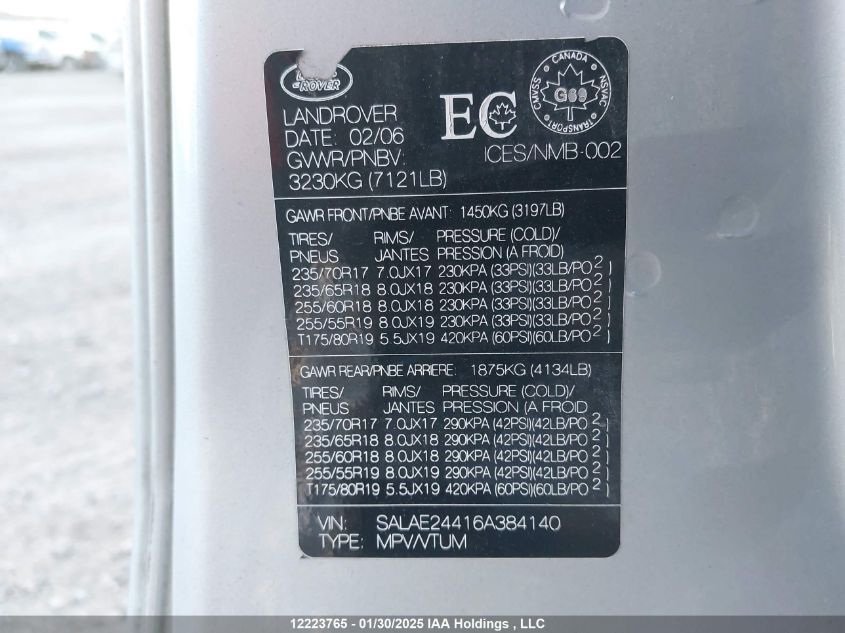 ROVER
LANDROVER
DATE: 02/06
GVWR/PNBV:
3230KG (7121LB)
EC
CANADA
CMVSS
NSVAC
G69
TRANSPORT
ICES/NMB-002
GAWR FRONT/PNBE AVANT: 1450KG (3197LB)
TIRES/ RIMS/ PRESSURE (COLD)/
PNEUS JANTES PRESSION (A FROID)
235/70R17 7.0JX17 230KPA (33PSI)(33LB/PO2)
235/65R18 8.0JX18 230KPA (33PSI)(33LB/PO2)
255/60R18 8.0JX18 230KPA (33PSI)(33LB/PO2)
255/55R19 8.0JX19 230KPA (33PSI)(33LB/PO2)
T175/80R19 5.5JX19 420KPA (60PSI)(60LB/PO2)
GAWR REAR/PNBE ARRIERE: 1875KG (4134LB)
TIRES/ RIMS/ PRESSURE (COLD)/
PNEUS JANTES PRESSION (A FROID
235/70R17 7.0JX17 290KPA (42PSI)(42LB/PO2)
235/65R18 8.0JX18 290KPA (42PSI)(42LB/PO2)
255/60R18 8.0JX18 290KPA (42PSI)(42LB/PO2)
255/55R19 8.0JX19 290KPA (42PSI)(42LB/PO2)
T175/80R19 5.5JX19 420KPA (60PSI)(60LB/PO2)
VIN: SALAE24416A384140
TYPE: MPV/VTUM
12223765 - 01/30/2025 IAA Holdings , LLC